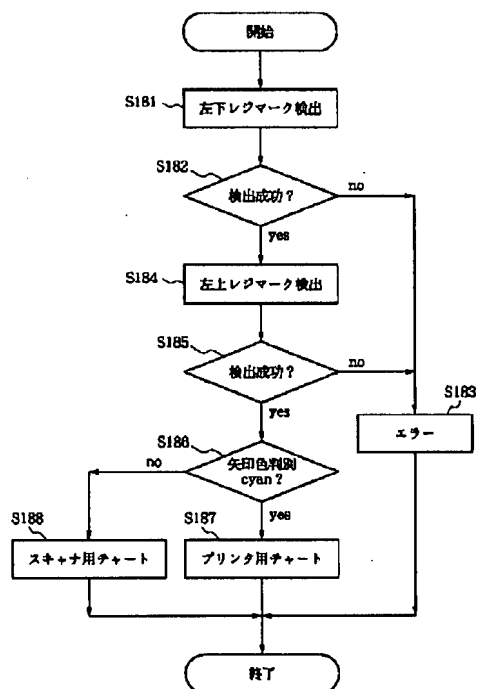 開始
S181
左下レジマーク検出
S182
検出成功?
no
yes
S184
左上レジマーク検出
S185
検出成功?
no
yes
S183
エラー
S186
矢印色判別
cyan?
no
yes
S188
スキャナ用チャート
S187
プリンタ用チャート
終了